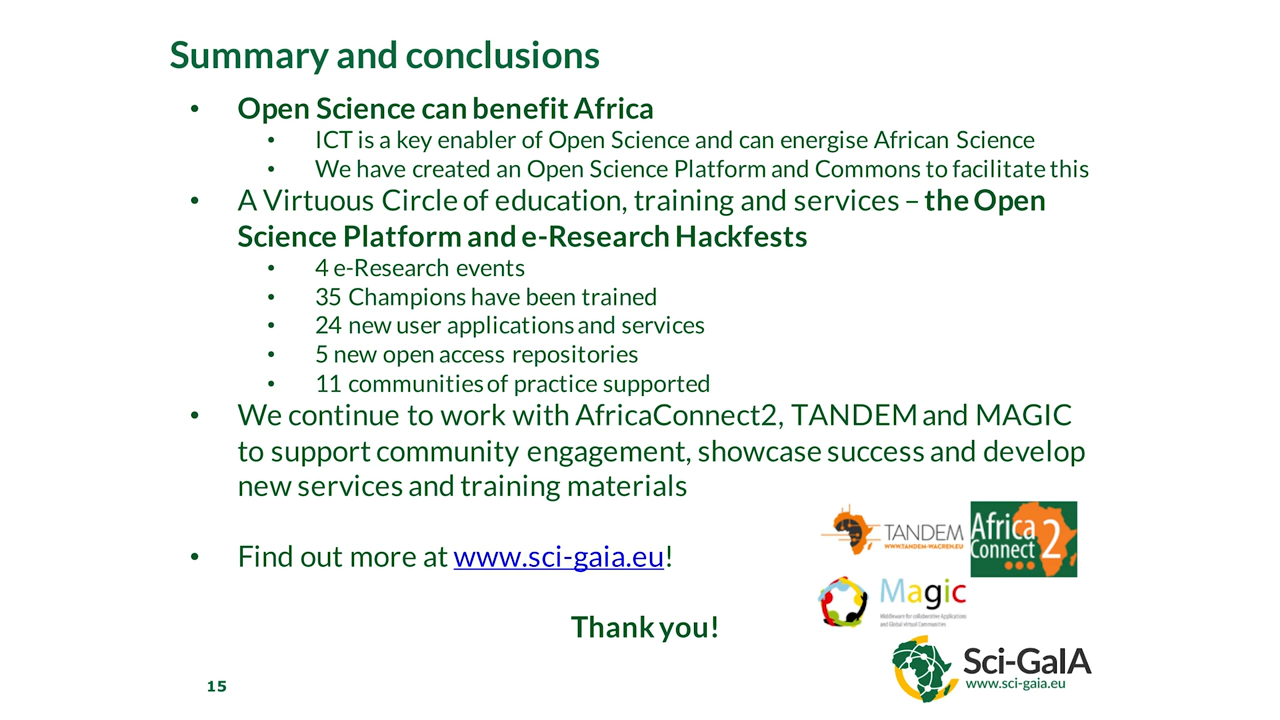 Summary and conclusions
• Open Science can benefit Africa
• ICT is a key enabler of Open Science and can energise African Science
• We have created an Open Science Platform and Commons to facilitate this
• A Virtuous Circle of education, training and services – the Open
Science Platform and e-Research Hackfests
• 4 e-Research events
• 35 Champions have been trained
• 24 new user applications and services
• 5 new open access repositories
• 11 communities of practice supported
• We continue to work with AfricaConnect2, TANDEM and MAGIC
to support community engagement, showcase success and develop
new services and training materials
TANDEM
WWW.TANDEM-WACREN.EU
Africa
Connect 2
• Find out more at www.sci-gaia.eu!
Magic
Middleware for collaborative Applications
and Global virtual Communities
Thank you!
Sci-GaIA
www.sci-gaia.eu
15